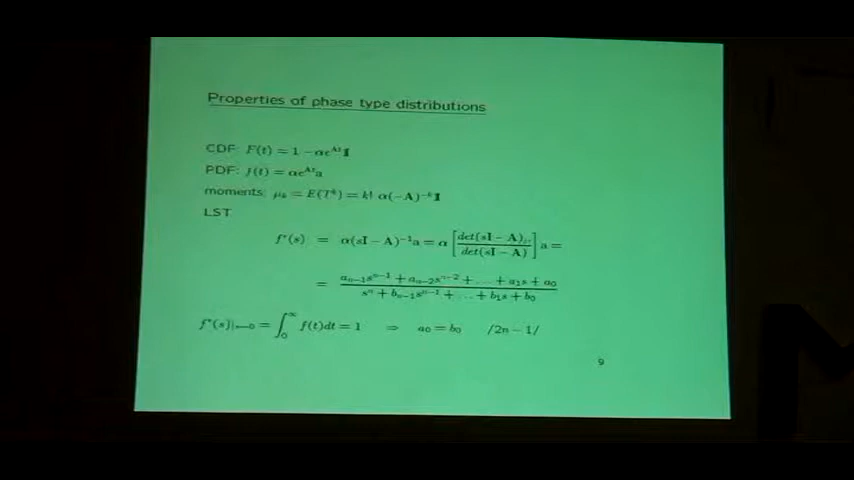 Properties of phase type distributions
CDF: F(t) = 1 − αe^{At}𝟙
PDF: f(t) = αe^{At}a
moments: μ_k = E(T^k) = k! α(−A)^{−k}𝟙
LST
f*(s) = α(sI − A)^{−1}a = α [det(sI − A)_{ji} / det(sI − A)] a =
= (a_{n−1}s^{n−1} + a_{n−2}s^{n−2} + … + a_1s + a_0) / (s^n + b_{n−1}s^{n−1} + … + b_1s + b_0)
f*(s)|_{s=0} = ∫_0^∞ f(t)dt = 1 ⇒ a_0 = b_0 /2n − 1/
9